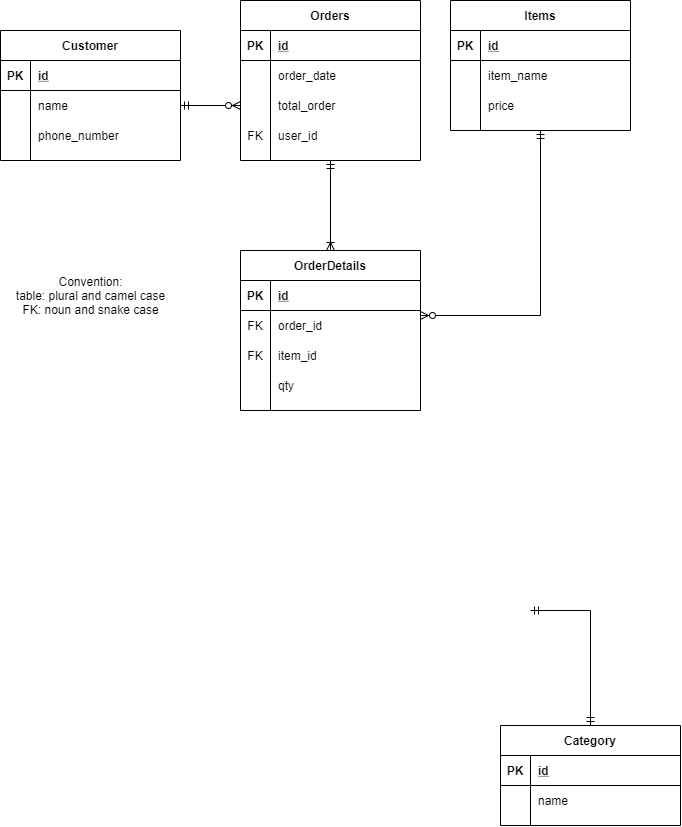 Customer
PK id
name
phone_number
Orders
PK id
order_date
total_order
FK user_id
Items
PK id
item_name
price
Convention:
table: plural and camel case
FK: noun and snake case
OrderDetails
PK id
FK order_id
FK item_id
qty
Category
PK id
name